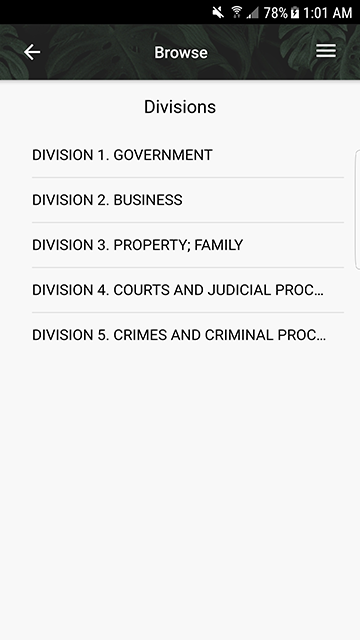 78% 1:01 AM
Browse
Divisions
DIVISION 1. GOVERNMENT
DIVISION 2. BUSINESS
DIVISION 3. PROPERTY; FAMILY
DIVISION 4. COURTS AND JUDICIAL PROC...
DIVISION 5. CRIMES AND CRIMINAL PROC...